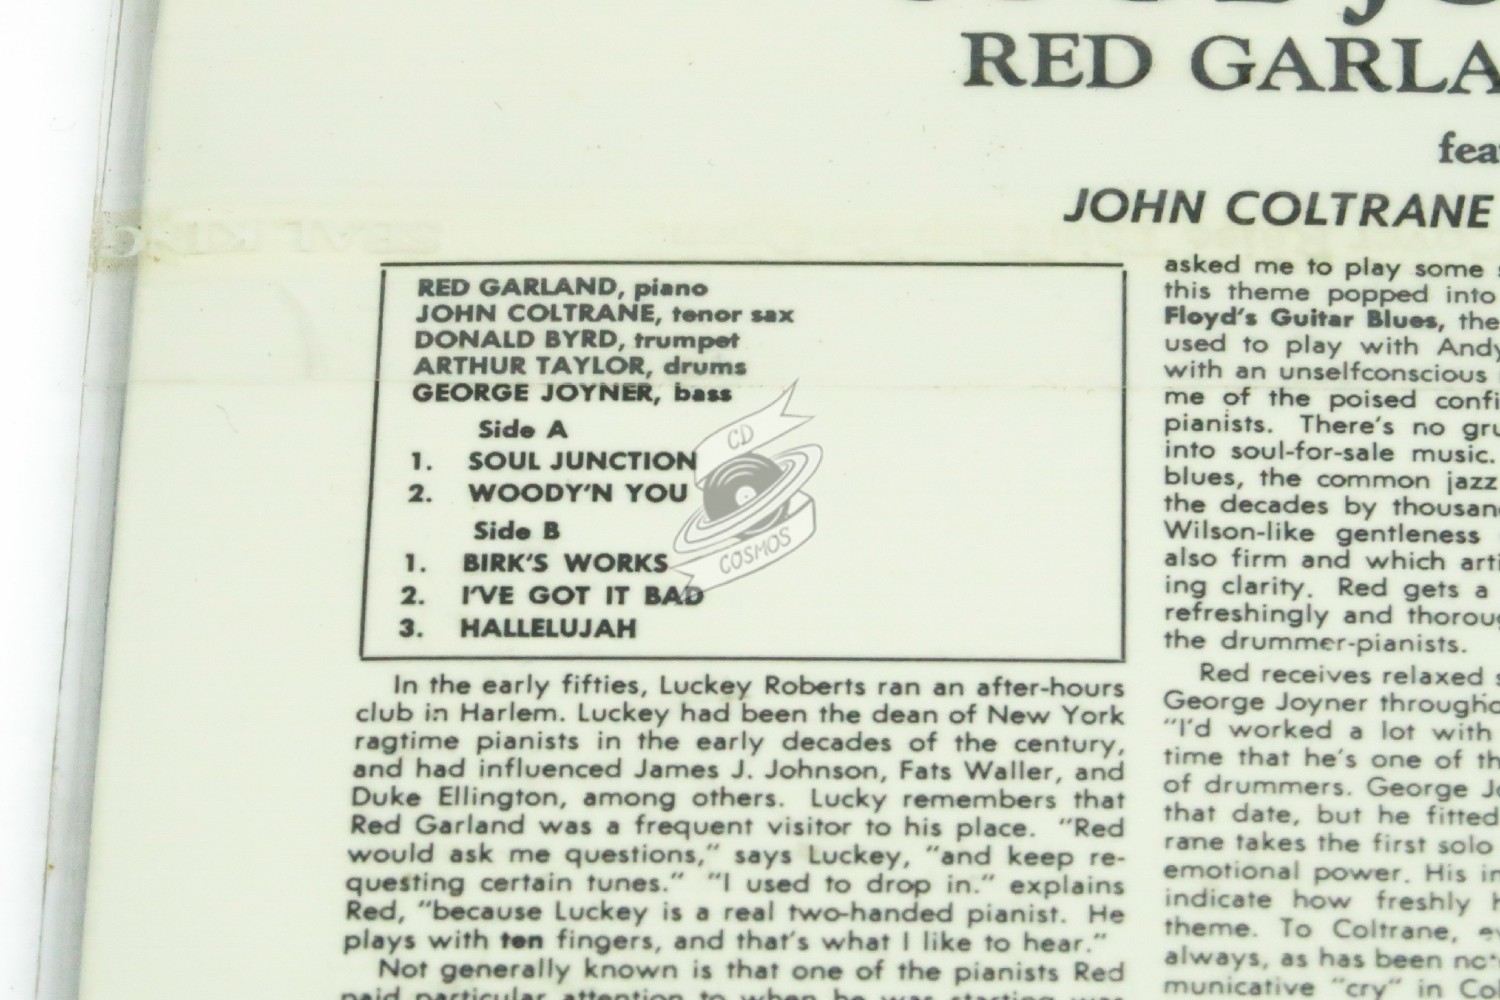 RED GARLA
fea
JOHN COLTRANE
RED GARLAND, piano
JOHN COLTRANE, tenor sax
DONALD BYRD, trumpet
ARTHUR TAYLOR, drums
GEORGE JOYNER, bass
Side A
1. SOUL JUNCTION
2. WOODY'N YOU
Side B
1. BIRK'S WORKS
2. I'VE GOT IT BAD
3. HALLELUJAH
CD
COSMOS
In the early fifties, Luckey Roberts ran an after-hours
club in Harlem. Luckey had been the dean of New York
ragtime pianists in the early decades of the century,
and had influenced James J. Johnson, Fats Waller, and
Duke Ellington, among others. Lucky remembers that
Red Garland was a frequent visitor to his place. "Red
would ask me questions," says Luckey, "and keep re-
questing certain tunes." "I used to drop in." explains
Red, "because Luckey is a real two-handed pianist. He
plays with ten fingers, and that's what I like to hear."
Not generally known is that one of the pianists Red
paid particular attention to when he was starting was
asked me to play some
this theme popped into
Floyd's Guitar Blues, the
used to play with Andy
with an unselfconscious
me of the poised confi
pianists. There's no gru
into soul-for-sale music.
blues, the common jazz
the decades by thousan
Wilson-like gentleness
also firm and which arti
ing clarity. Red gets a
refreshingly and thoroug
the drummer-pianists.
Red receives relaxed s
George Joyner througho
"I'd worked a lot with
time that he's one of th
of drummers. George Jo
that date, but he fitted
rane takes the first solo
emotional power. His in
indicate how freshly h
theme. To Coltrane, ev
always, as has been not
municative "cry" in Col